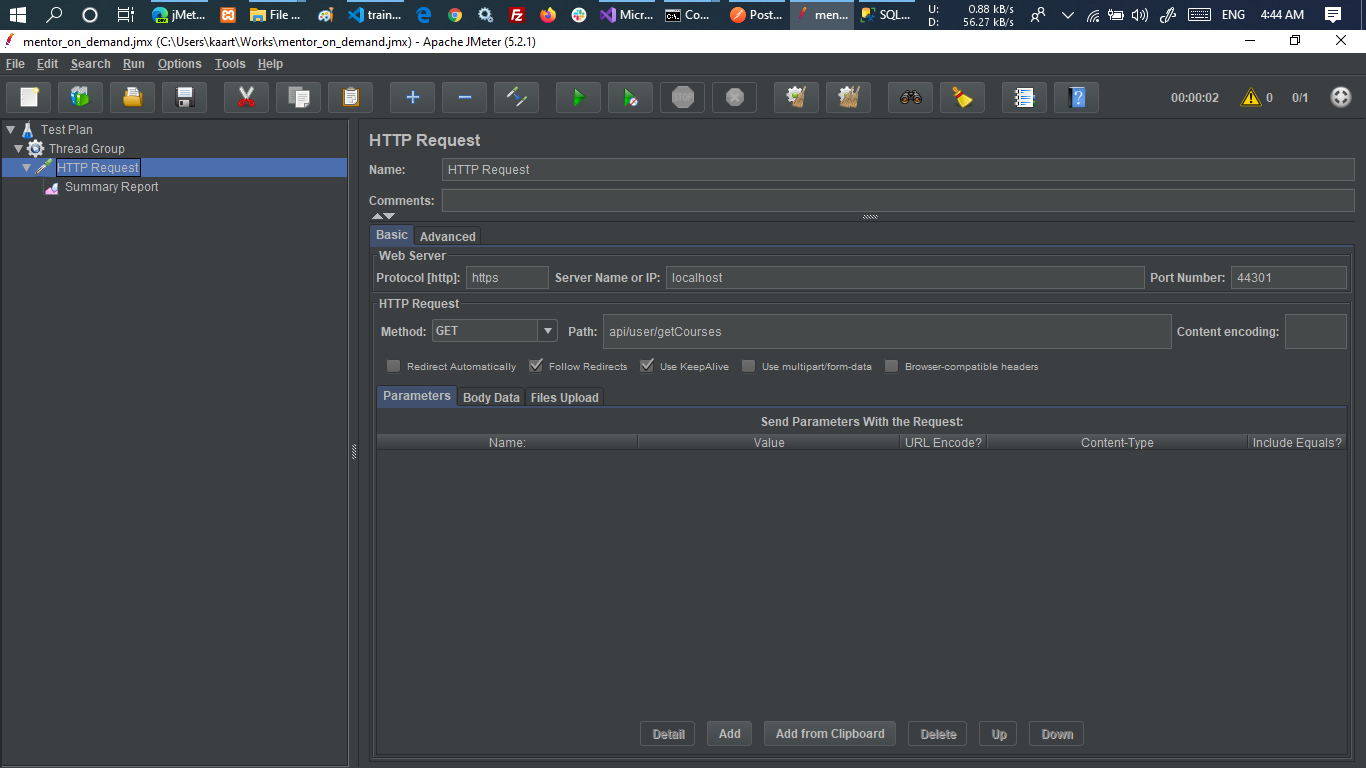 jMet... File ... train... Micr... Co... Post... men... SQL... U: 0.88 kB/s ENG 4:44 AM
D: 56.27 kB/s
mentor_on_demand.jmx (C:\Users\kaart\Works\mentor_on_demand.jmx) - Apache JMeter (5.2.1)
File Edit Search Run Options Tools Help
00:00:02 0 0/1
Test Plan
Thread Group
HTTP Request
Summary Report
HTTP Request
Name: HTTP Request
Comments:
Basic Advanced
Web Server
Protocol [http]: https Server Name or IP: localhost Port Number: 44301
HTTP Request
Method: GET Path: api/user/getCourses Content encoding:
Redirect Automatically Follow Redirects Use KeepAlive Use multipart/form-data Browser-compatible headers
Parameters Body Data Files Upload
Send Parameters With the Request:
Name: Value URL Encode? Content-Type Include Equals?
Detail Add Add from Clipboard Delete Up Down